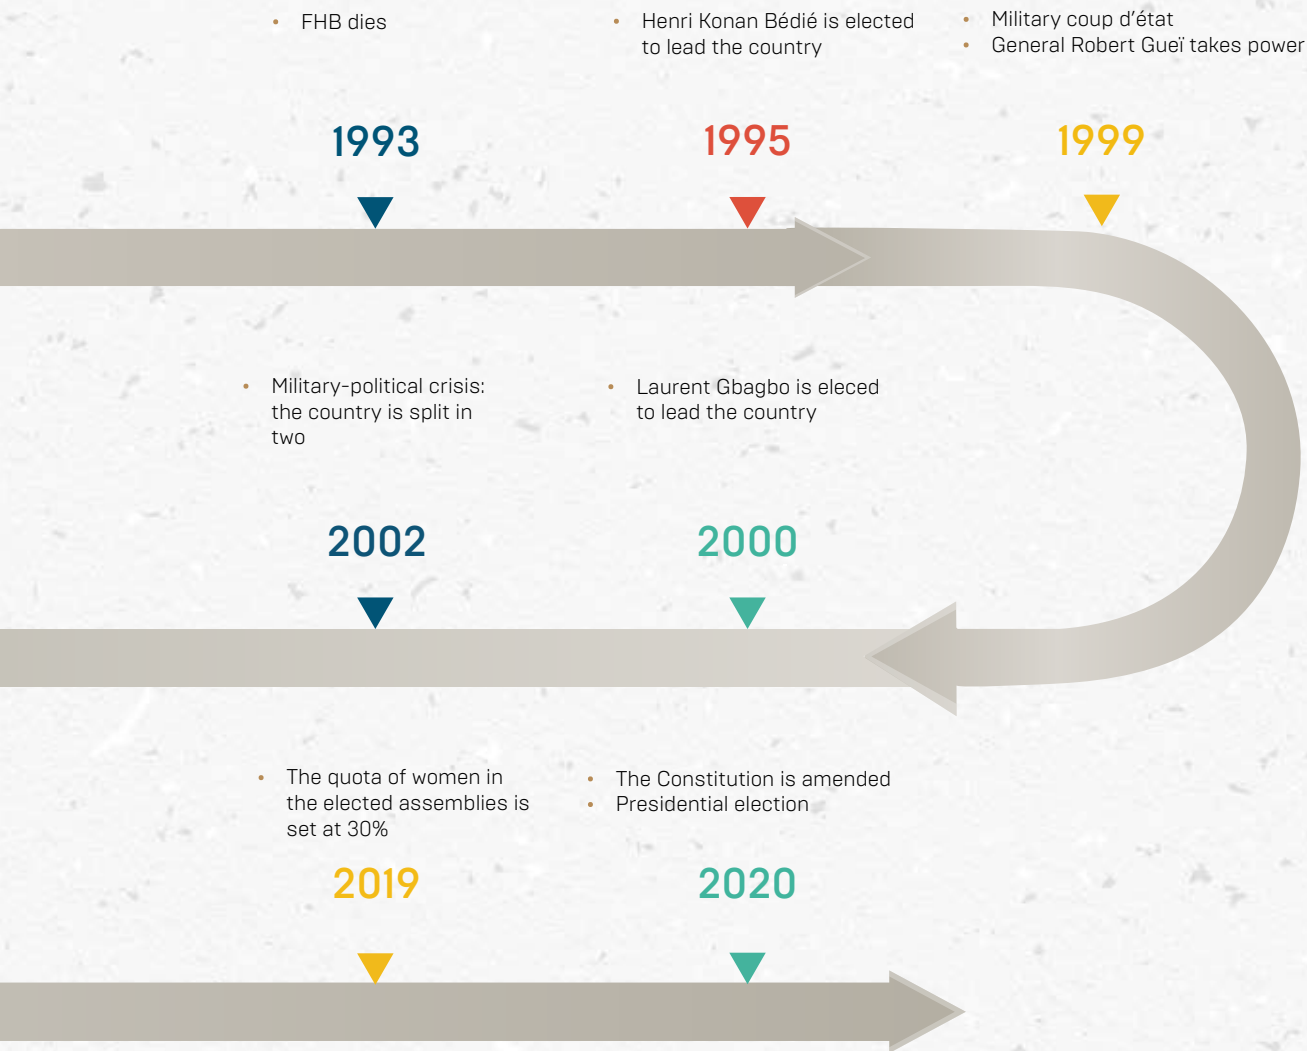 • FHB dies
1993
• Henri Konan Bédié is elected
to lead the country
1995
• Military coup d'état
• General Robert Gueï takes power
1999
• Military-political crisis:
the country is split in
two
2002
• Laurent Gbagbo is eleced
to lead the country
2000
• The quota of women in
the elected assemblies is
set at 30%
2019
• The Constitution is amended
• Presidential election
2020